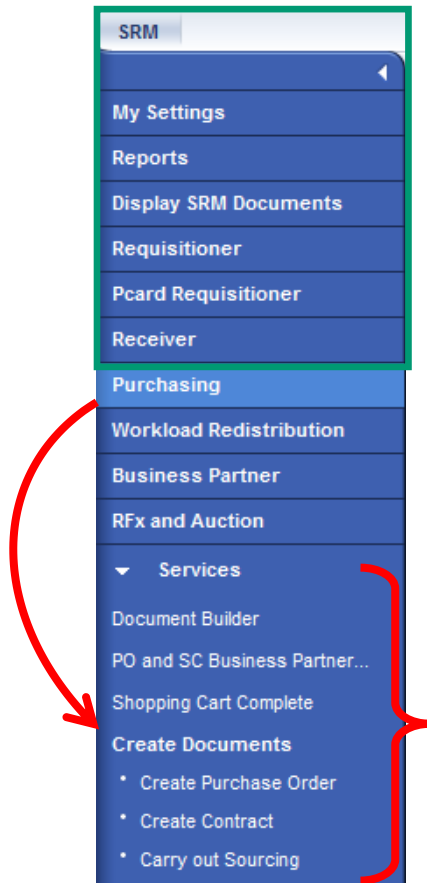 SRM
My Settings
Reports
Display SRM Documents
Requisitioner
Pcard Requisitioner
Receiver
Purchasing
Workload Redistribution
Business Partner
RFx and Auction
Services
Document Builder
PO and SC Business Partner...
Shopping Cart Complete
Create Documents
• Create Purchase Order
• Create Contract
• Carry out Sourcing